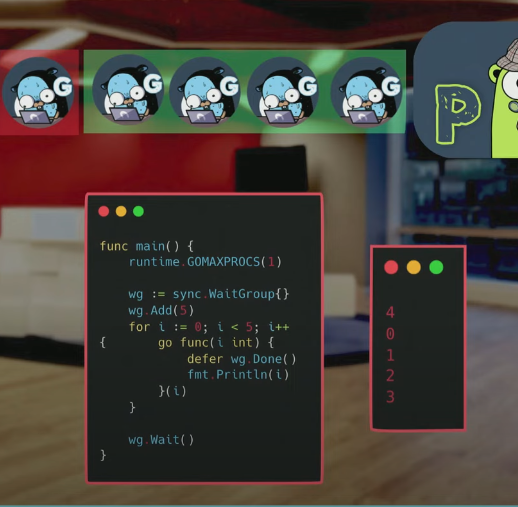 G
G
G
G
G
P
func main() {
    runtime.GOMAXPROCS(1)
    wg := sync.WaitGroup{}
    wg.Add(5)
    for i := 0; i < 5; i++
{       go func(i int) {
            defer wg.Done()
            fmt.Println(i)
        }(i)
    }
    wg.Wait()
}
4
0
1
2
3